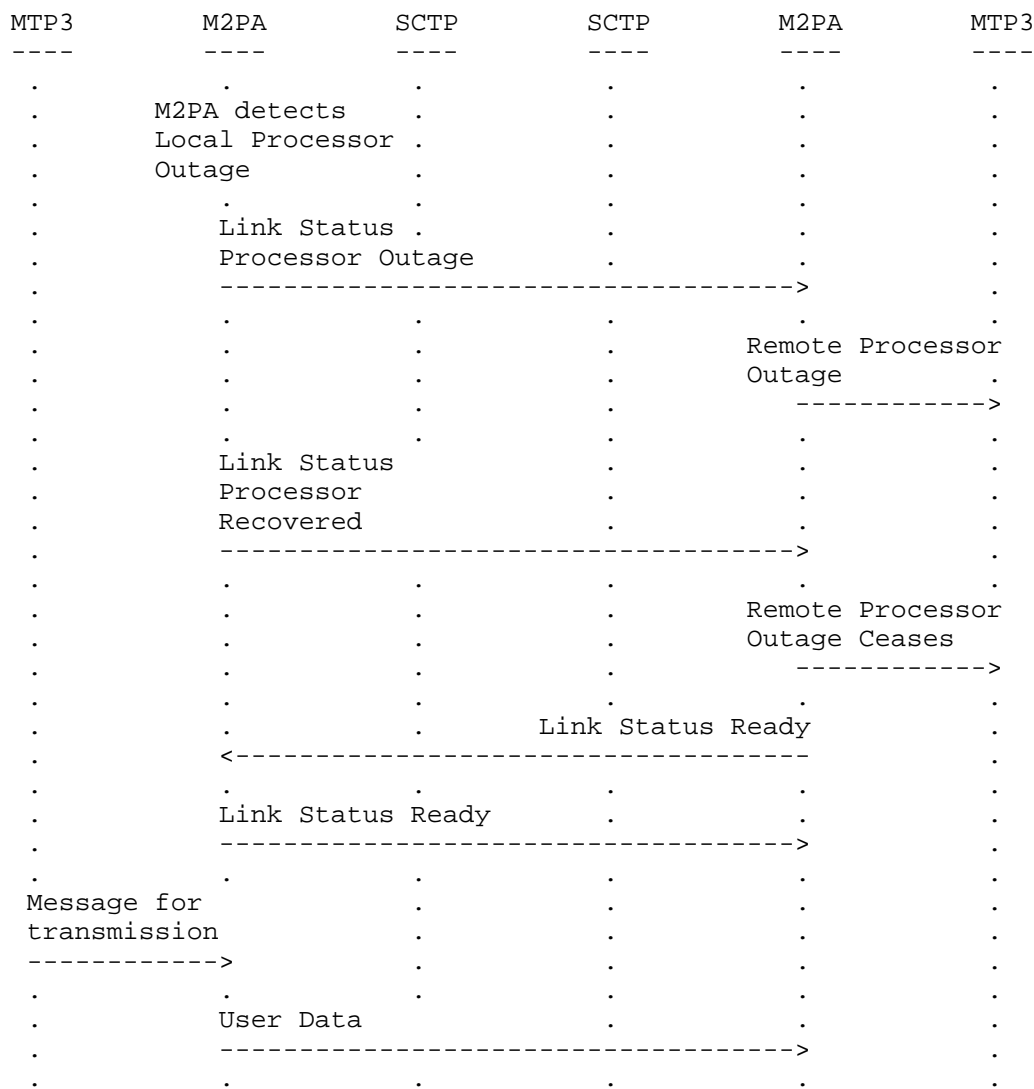 MTP3 M2PA SCTP SCTP M2PA MTP3
---- ---- ---- ---- ---- ----
. . . . . .
. M2PA detects . . . .
. Local Processor . . . .
. Outage . . . .
. . . . . .
. Link Status . . . .
. Processor Outage . . .
. ------------------------------------> .
. . . . . .
. . . . Remote Processor
. . . . Outage .
. . . . ------------>
. . . . . .
. Link Status . . .
. Processor . . .
. Recovered . . .
. ------------------------------------> .
. . . . . .
. . . . Remote Processor
. . . . Outage Ceases
. . . . ------------>
. . . . . .
. . . Link Status Ready .
. <------------------------------------ .
. . . . . .
. Link Status Ready . . .
. ------------------------------------> .
. . . . . .
Message for . . . .
transmission . . . .
------------> . . . .
. . . . . .
. User Data . . .
. ------------------------------------> .
. . . . . .